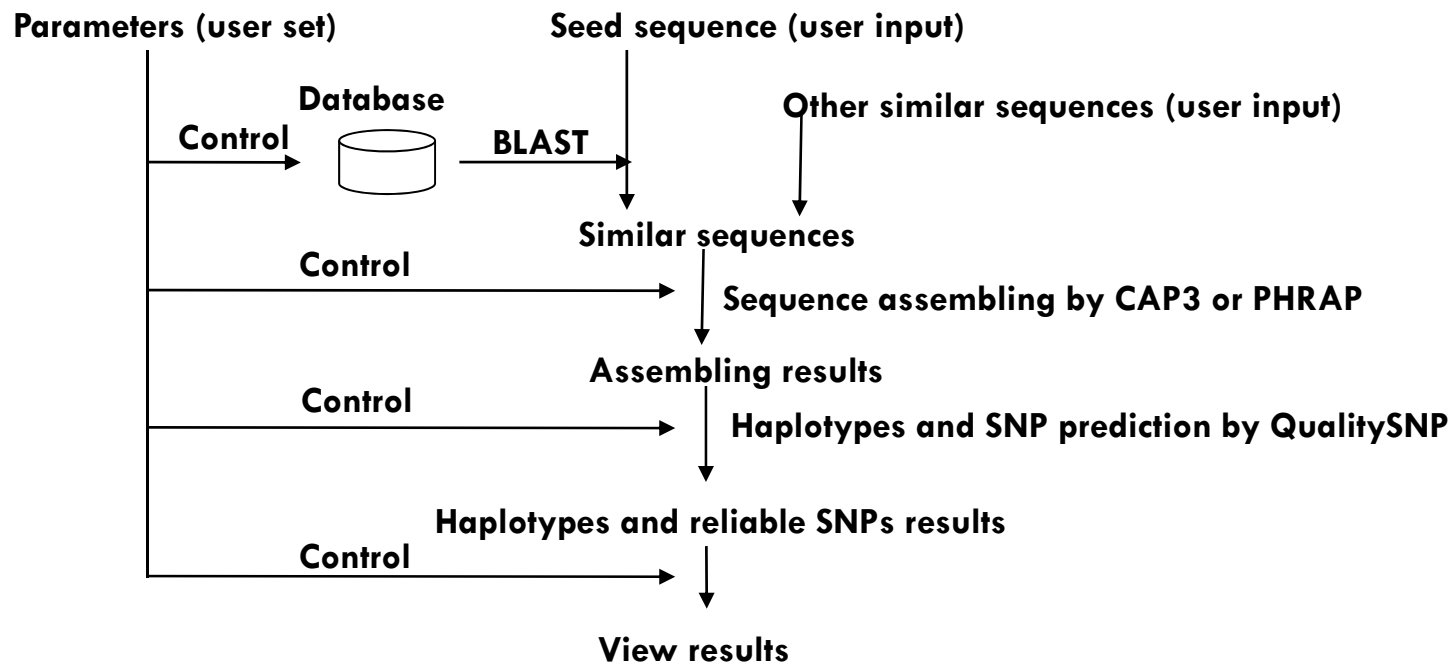 Parameters (user set)
Seed sequence (user input)
Database
Other similar sequences (user input)
Control
BLAST
Similar sequences
Control
Sequence assembling by CAP3 or PHRAP
Assembling results
Control
Haplotypes and SNP prediction by QualitySNP
Haplotypes and reliable SNPs results
Control
View results